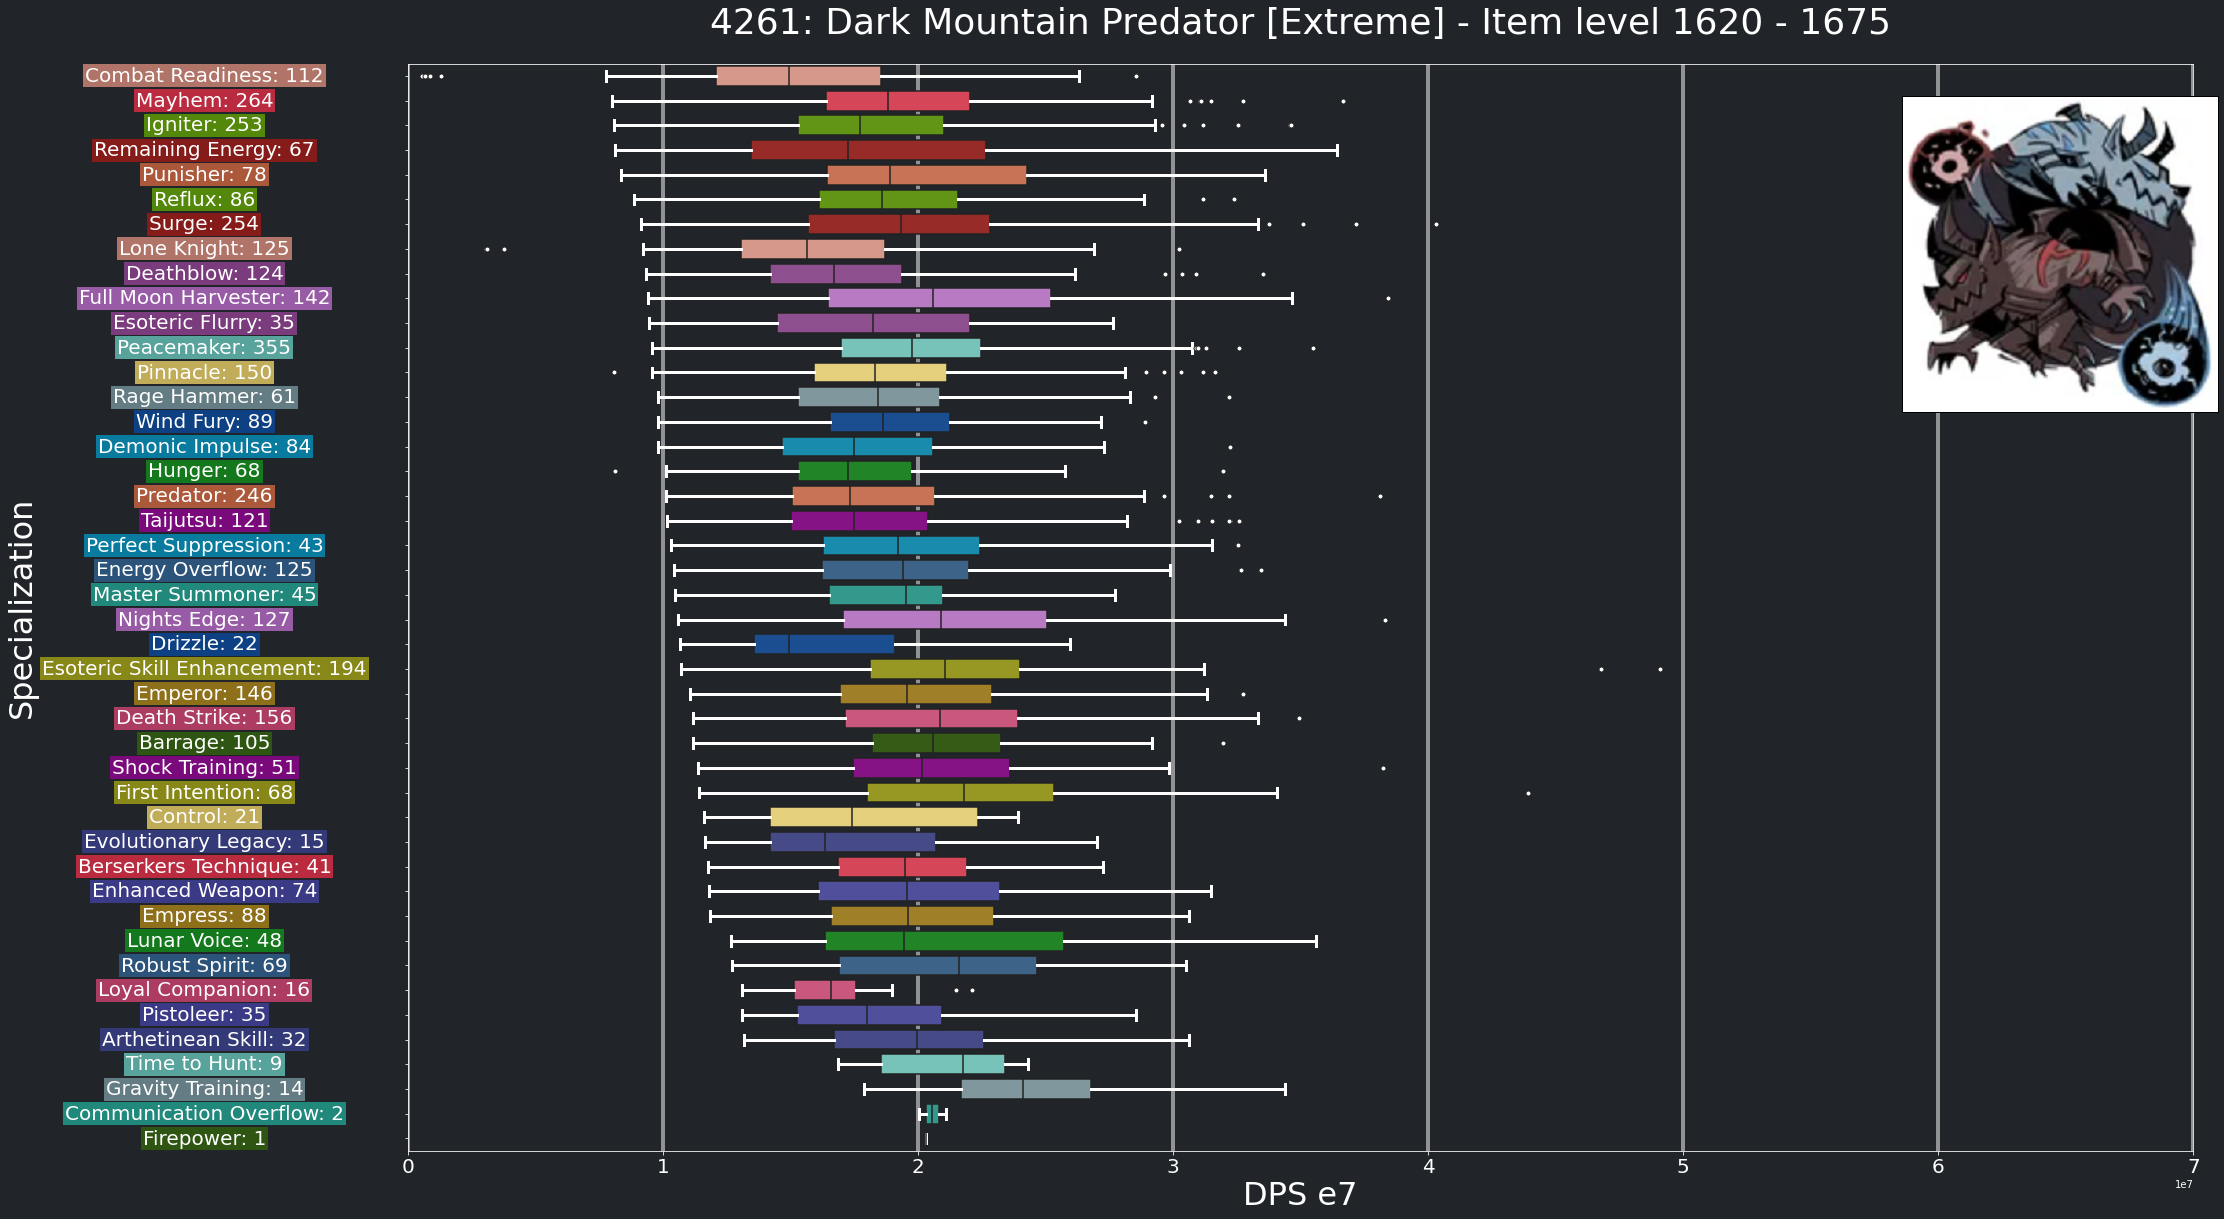 4261: Dark Mountain Predator [Extreme] - Item level 1620 - 1675
Combat Readiness: 112
Mayhem: 264
Igniter: 253
Remaining Energy: 67
Punisher: 78
Reflux: 86
Surge: 254
Lone Knight: 125
Deathblow: 124
Full Moon Harvester: 142
Esoteric Flurry: 35
Peacemaker: 355
Pinnacle: 150
Rage Hammer: 61
Wind Fury: 89
Demonic Impulse: 84
Hunger: 68
Predator: 246
Taijutsu: 121
Perfect Suppression: 43
Energy Overflow: 125
Master Summoner: 45
Nights Edge: 127
Drizzle: 22
Esoteric Skill Enhancement: 194
Emperor: 146
Death Strike: 156
Barrage: 105
Shock Training: 51
First Intention: 68
Control: 21
Evolutionary Legacy: 15
Berserkers Technique: 41
Enhanced Weapon: 74
Empress: 88
Lunar Voice: 48
Robust Spirit: 69
Loyal Companion: 16
Pistoleer: 35
Arthetinean Skill: 32
Time to Hunt: 9
Gravity Training: 14
Communication Overflow: 2
Firepower: 1
Specialization
0 1 2 3 4 5 6 7
1e7
DPS e7